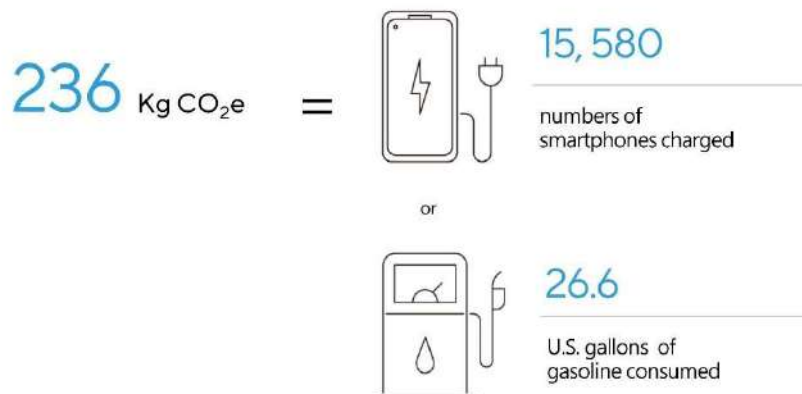 236 Kg CO₂e =
15, 580
numbers of
smartphones charged
or
26.6
U.S. gallons of
gasoline consumed